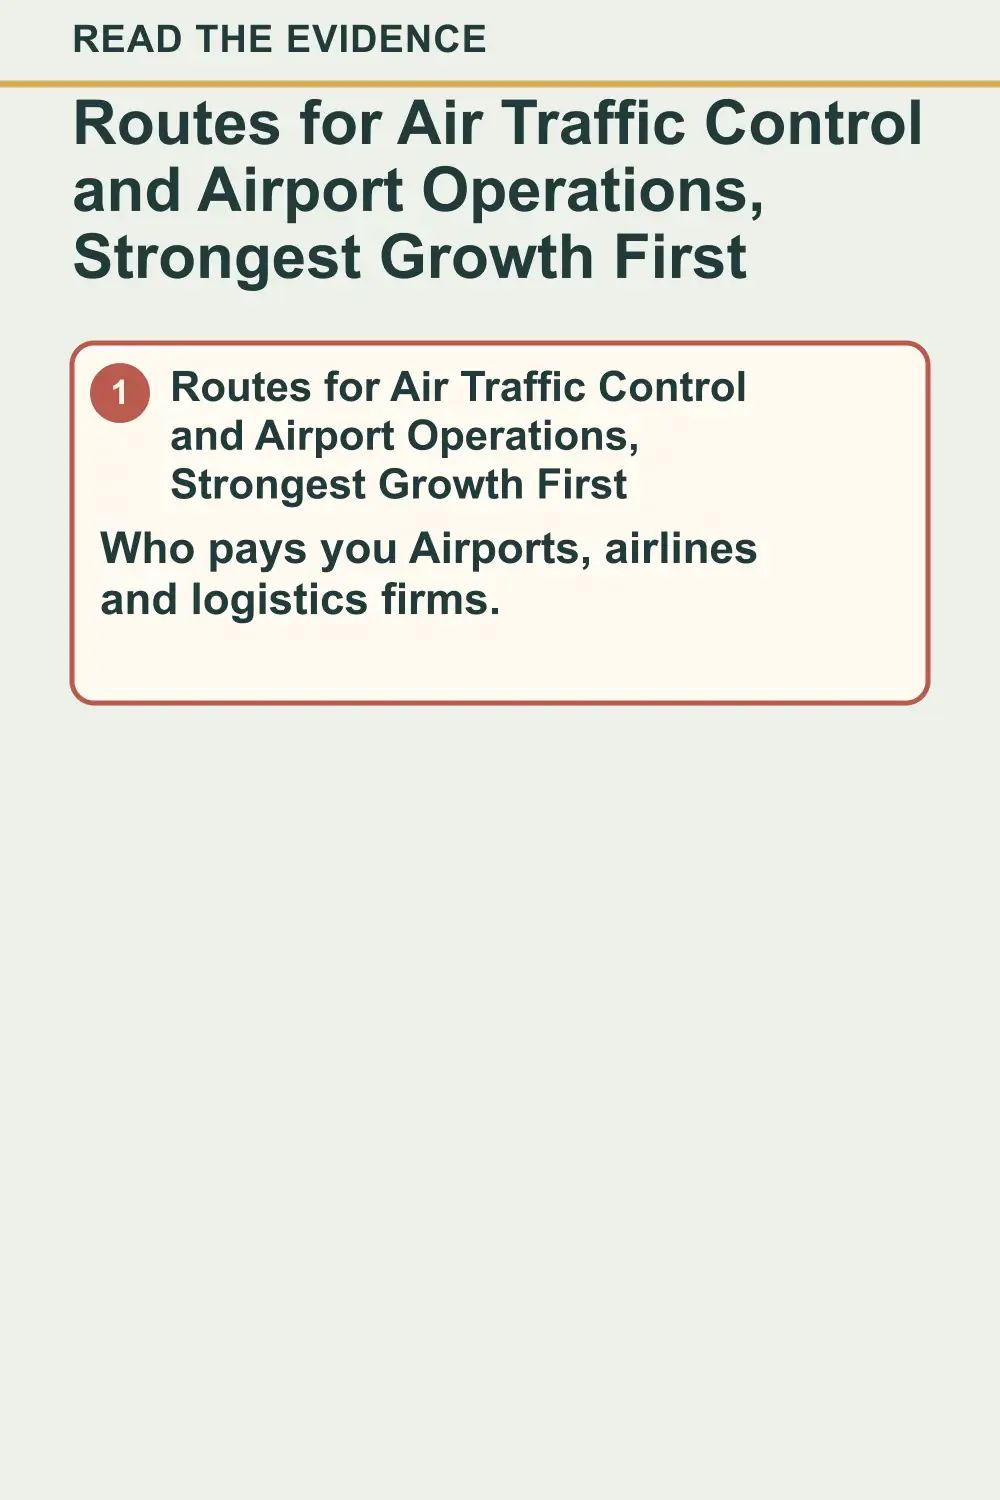 READ THE EVIDENCE
Routes for Air Traffic Control
and Airport Operations,
Strongest Growth First
1
Routes for Air Traffic Control
and Airport Operations,
Strongest Growth First
Who pays you Airports, airlines
and logistics firms.